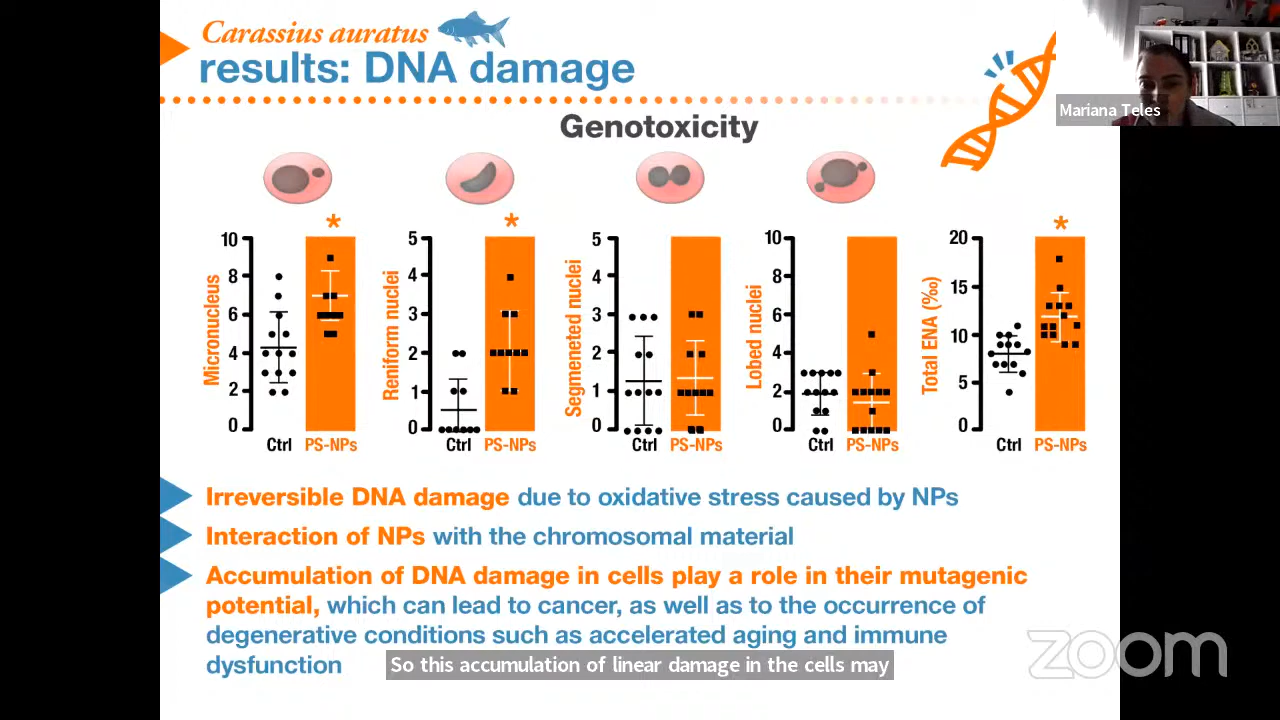 Carassius auratus
results: DNA damage
Mariana Teles
Genotoxicity
*
*
*
Micronucleus
10
8
6
4
2
0
Ctrl
PS-NPs
Reniform nuclei
5
4
3
2
1
0
Ctrl
PS-NPs
Segmeneted nuclei
5
4
3
2
1
0
Ctrl
PS-NPs
Lobed nuclei
10
8
6
4
2
0
Ctrl
PS-NPs
Total ENA (‰)
20
15
10
5
0
Ctrl
PS-NPs
Irreversible DNA damage due to oxidative stress caused by NPs
Interaction of NPs with the chromosomal material
Accumulation of DNA damage in cells play a role in their mutagenic
potential, which can lead to cancer, as well as to the occurrence of
degenerative conditions such as accelerated aging and immune
dysfunction
So this accumulation of linear damage in the cells may
zoom